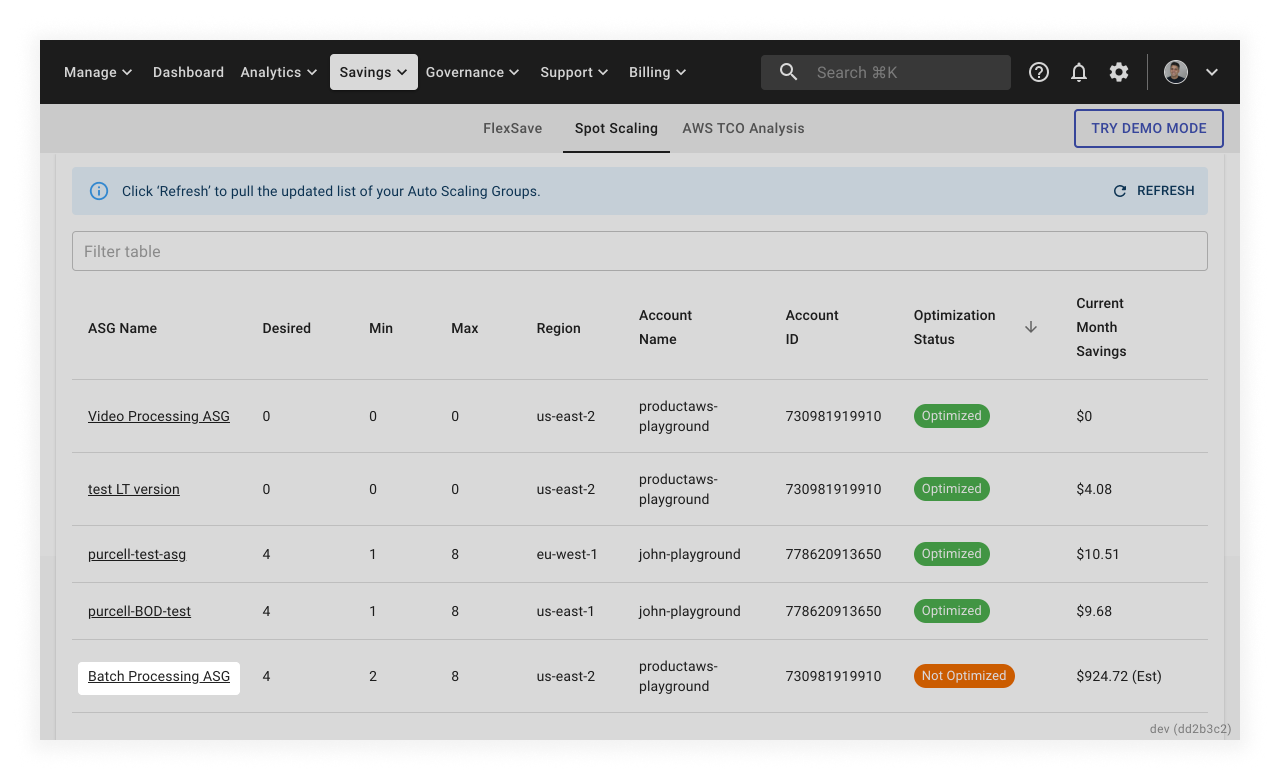 Manage Dashboard Analytics Savings Governance Support Billing Search ⌘K
FlexSave Spot Scaling AWS TCO Analysis TRY DEMO MODE
Click ‘Refresh’ to pull the updated list of your Auto Scaling Groups. REFRESH
Filter table
ASG Name Desired Min Max Region Account Name Account ID Optimization Status Current Month Savings
Video Processing ASG 0 0 0 us-east-2 productaws-playground 730981919910 Optimized $0
test LT version 0 0 0 us-east-2 productaws-playground 730981919910 Optimized $4.08
purcell-test-asg 4 1 8 eu-west-1 john-playground 778620913650 Optimized $10.51
purcell-BOD-test 4 1 8 us-east-1 john-playground 778620913650 Optimized $9.68
Batch Processing ASG 4 2 8 us-east-2 productaws-playground 730981919910 Not Optimized $924.72 (Est)
dev (dd2b3c2)